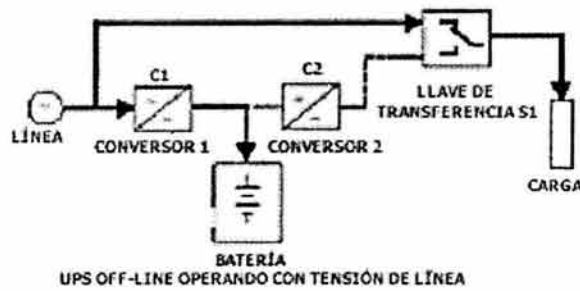 C1
C2
LÍNEA
CONVERSOR 1
CONVERSOR 2
LLAVE DE
TRANSFERENCIA S1
CARGA
BATERÍA
UPS OFF-LINE OPERANDO CON TENSIÓN DE LÍNEA